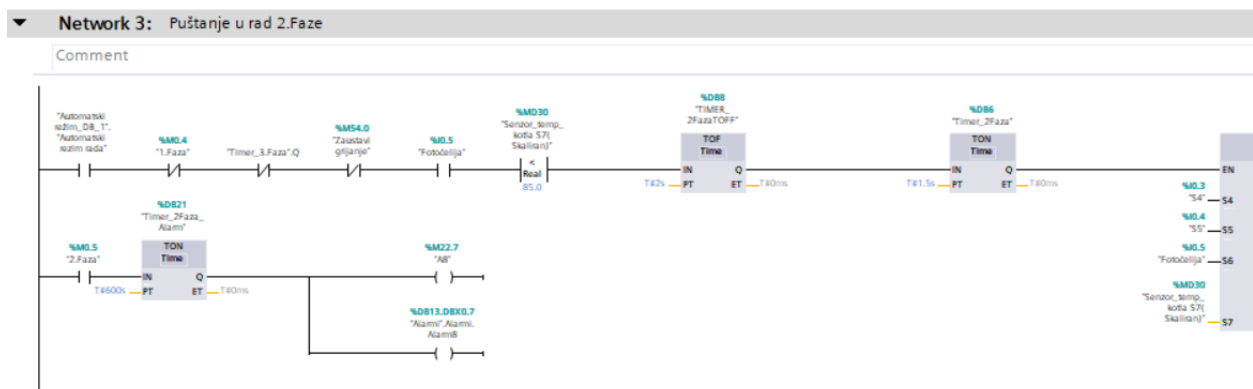 Network 3: Puštanje u rad 2.Faze
Comment
"Automatski
režim_DB_1".
"Automatski
rezim rada"
%M0.4
"1.Faza"
"Timer_3.Faza".Q
%M54.0
"Zaustavi
grijanje"
%I0.5
"Fotoćelija"
%MD30
"Senzor_temp_
kotla S7(
Skaliran)"
<
Real
85.0
%DB8
"TIMER_
2FazaTOFF"
TOF
Time
IN Q
T#2s PT ET T#0ms
%DB6
"Timer_2Faza"
TON
Time
IN Q
T#1.5s PT ET T#0ms
EN
%I0.3
"S4" S4
%I0.4
"S5" S5
%I0.5
"Fotoćelija" S6
%MD30
"Senzor_temp_
kotla S7(
Skaliran)" S7
%M0.5
"2.Faza"
%DB21
"Timer_2Faza_
Alarm"
TON
Time
IN Q
T#600s PT ET T#0ms
%M22.7
"A8"
%DB13.DBX0.7
"Alarmi".Alarmi.
Alarm8